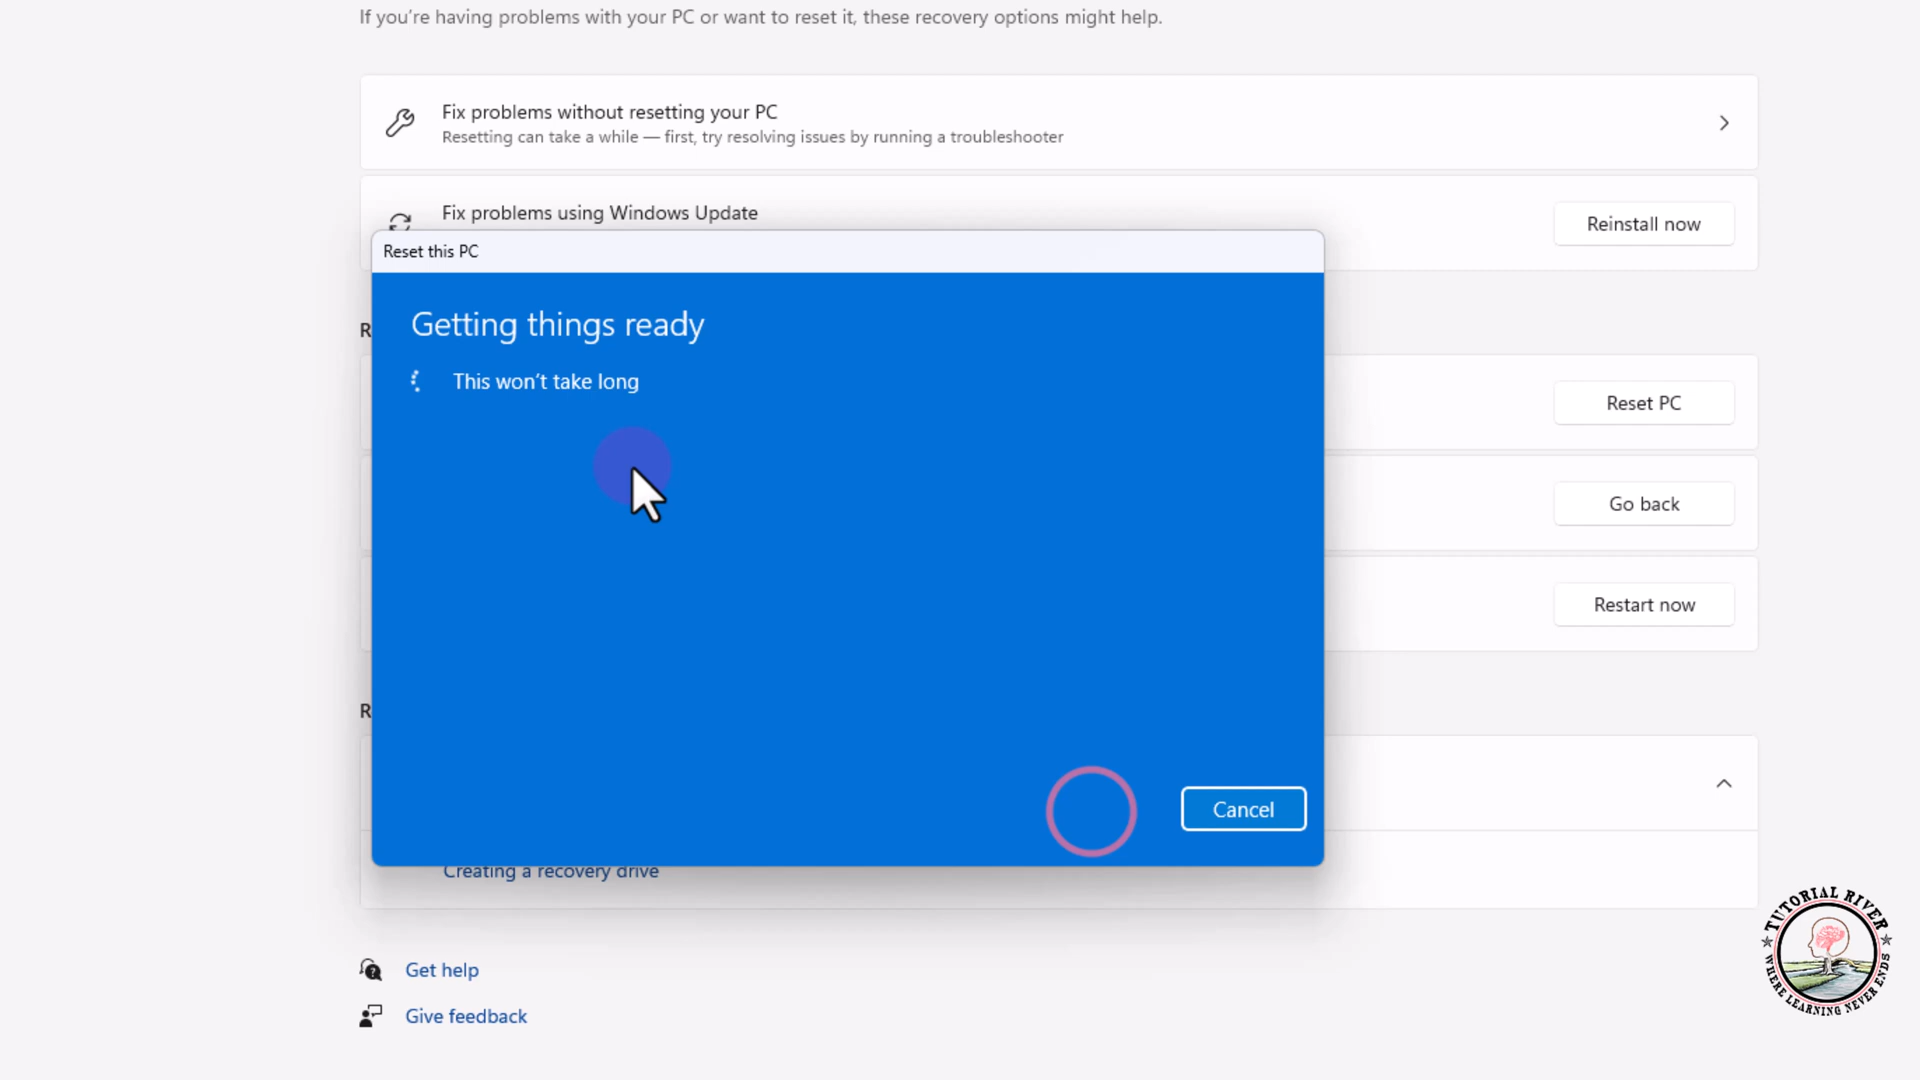 If you're having problems with your PC or want to reset it, these recovery options might help.
Fix problems without resetting your PC
Resetting can take a while — first, try resolving issues by running a troubleshooter
Fix problems using Windows Update
Reinstall now
Reset this PC
R
Getting things ready
This won't take long
Reset PC
Go back
Restart now
R
Cancel
Creating a recovery drive
Get help
Give feedback
TUTORIAL RIVER
WHERE LEARNING NEVER ENDS